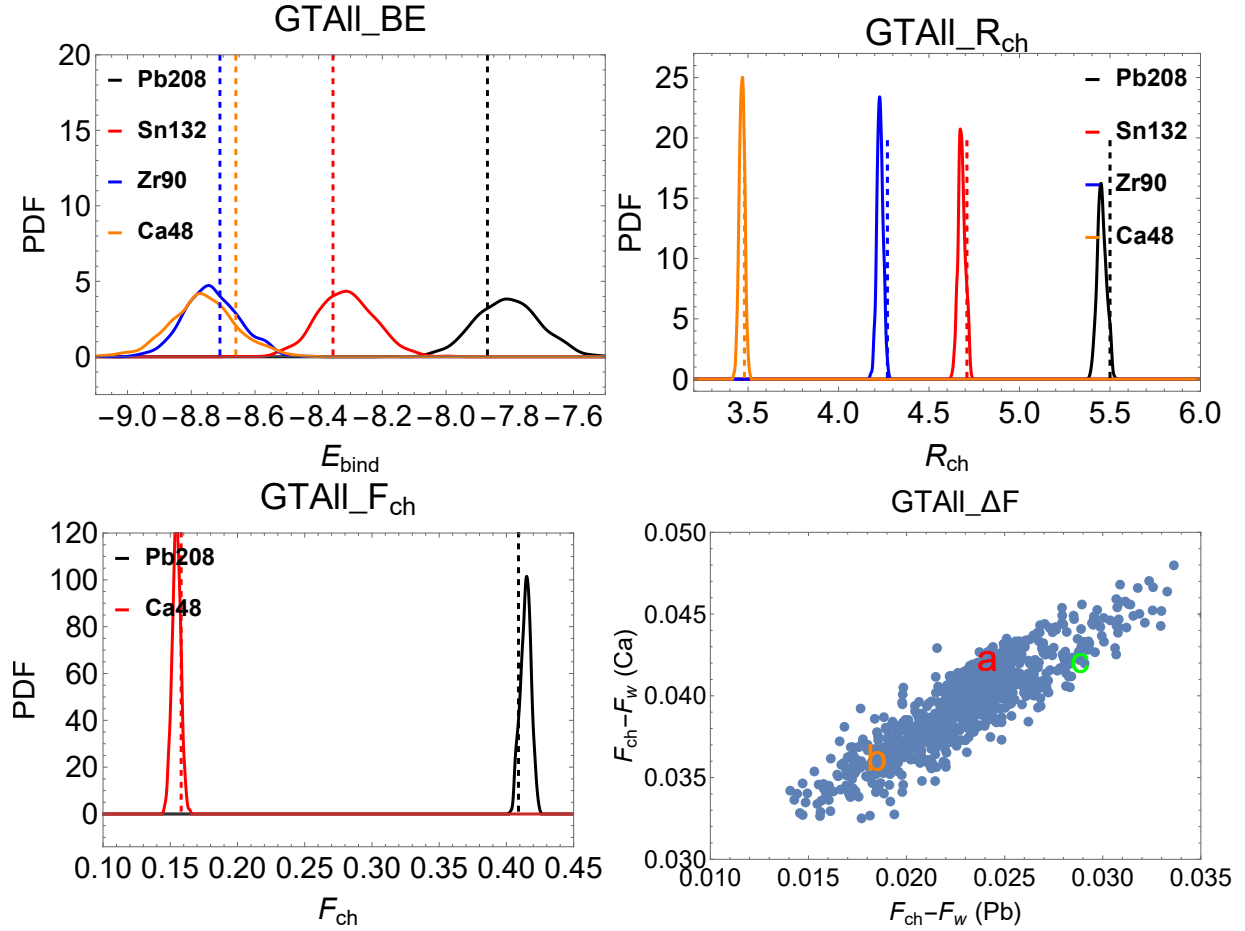 GTAll_BE
PDF
20
15
10
5
0
Pb208
Sn132
Zr90
Ca48
−9.0 −8.8 −8.6 −8.4 −8.2 −8.0 −7.8 −7.6
E_bind
GTAll_R_ch
PDF
25
20
15
10
5
0
Pb208
Sn132
Zr90
Ca48
3.5 4.0 4.5 5.0 5.5 6.0
R_ch
GTAll_F_ch
PDF
120
100
80
60
40
20
0
Pb208
Ca48
0.10 0.15 0.20 0.25 0.30 0.35 0.40 0.45
F_ch
GTAll_ΔF
F_ch−F_w (Ca)
0.050
0.045
0.040
0.035
0.030
a
b
c
0.010 0.015 0.020 0.025 0.030 0.035
F_ch−F_w (Pb)